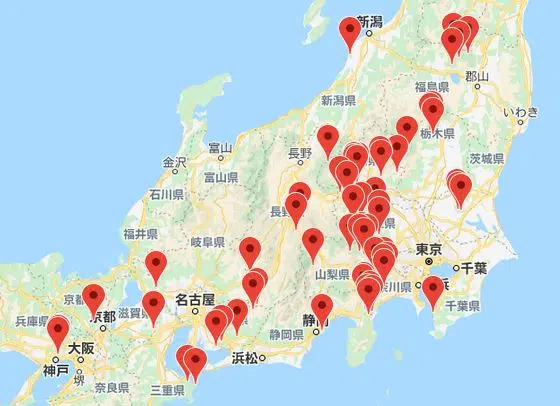 新潟
郡山
福島県
新潟県
いわき
栃木県
富山
長野
金沢
茨城県
富山県
石川県
長野
福井県
岐阜県
東京
千葉
山梨県
京都
滋賀県
名古屋
千葉県
兵庫県
京都
静岡
静岡県
大阪
浜松
神戸
堺
奈良県
三重県